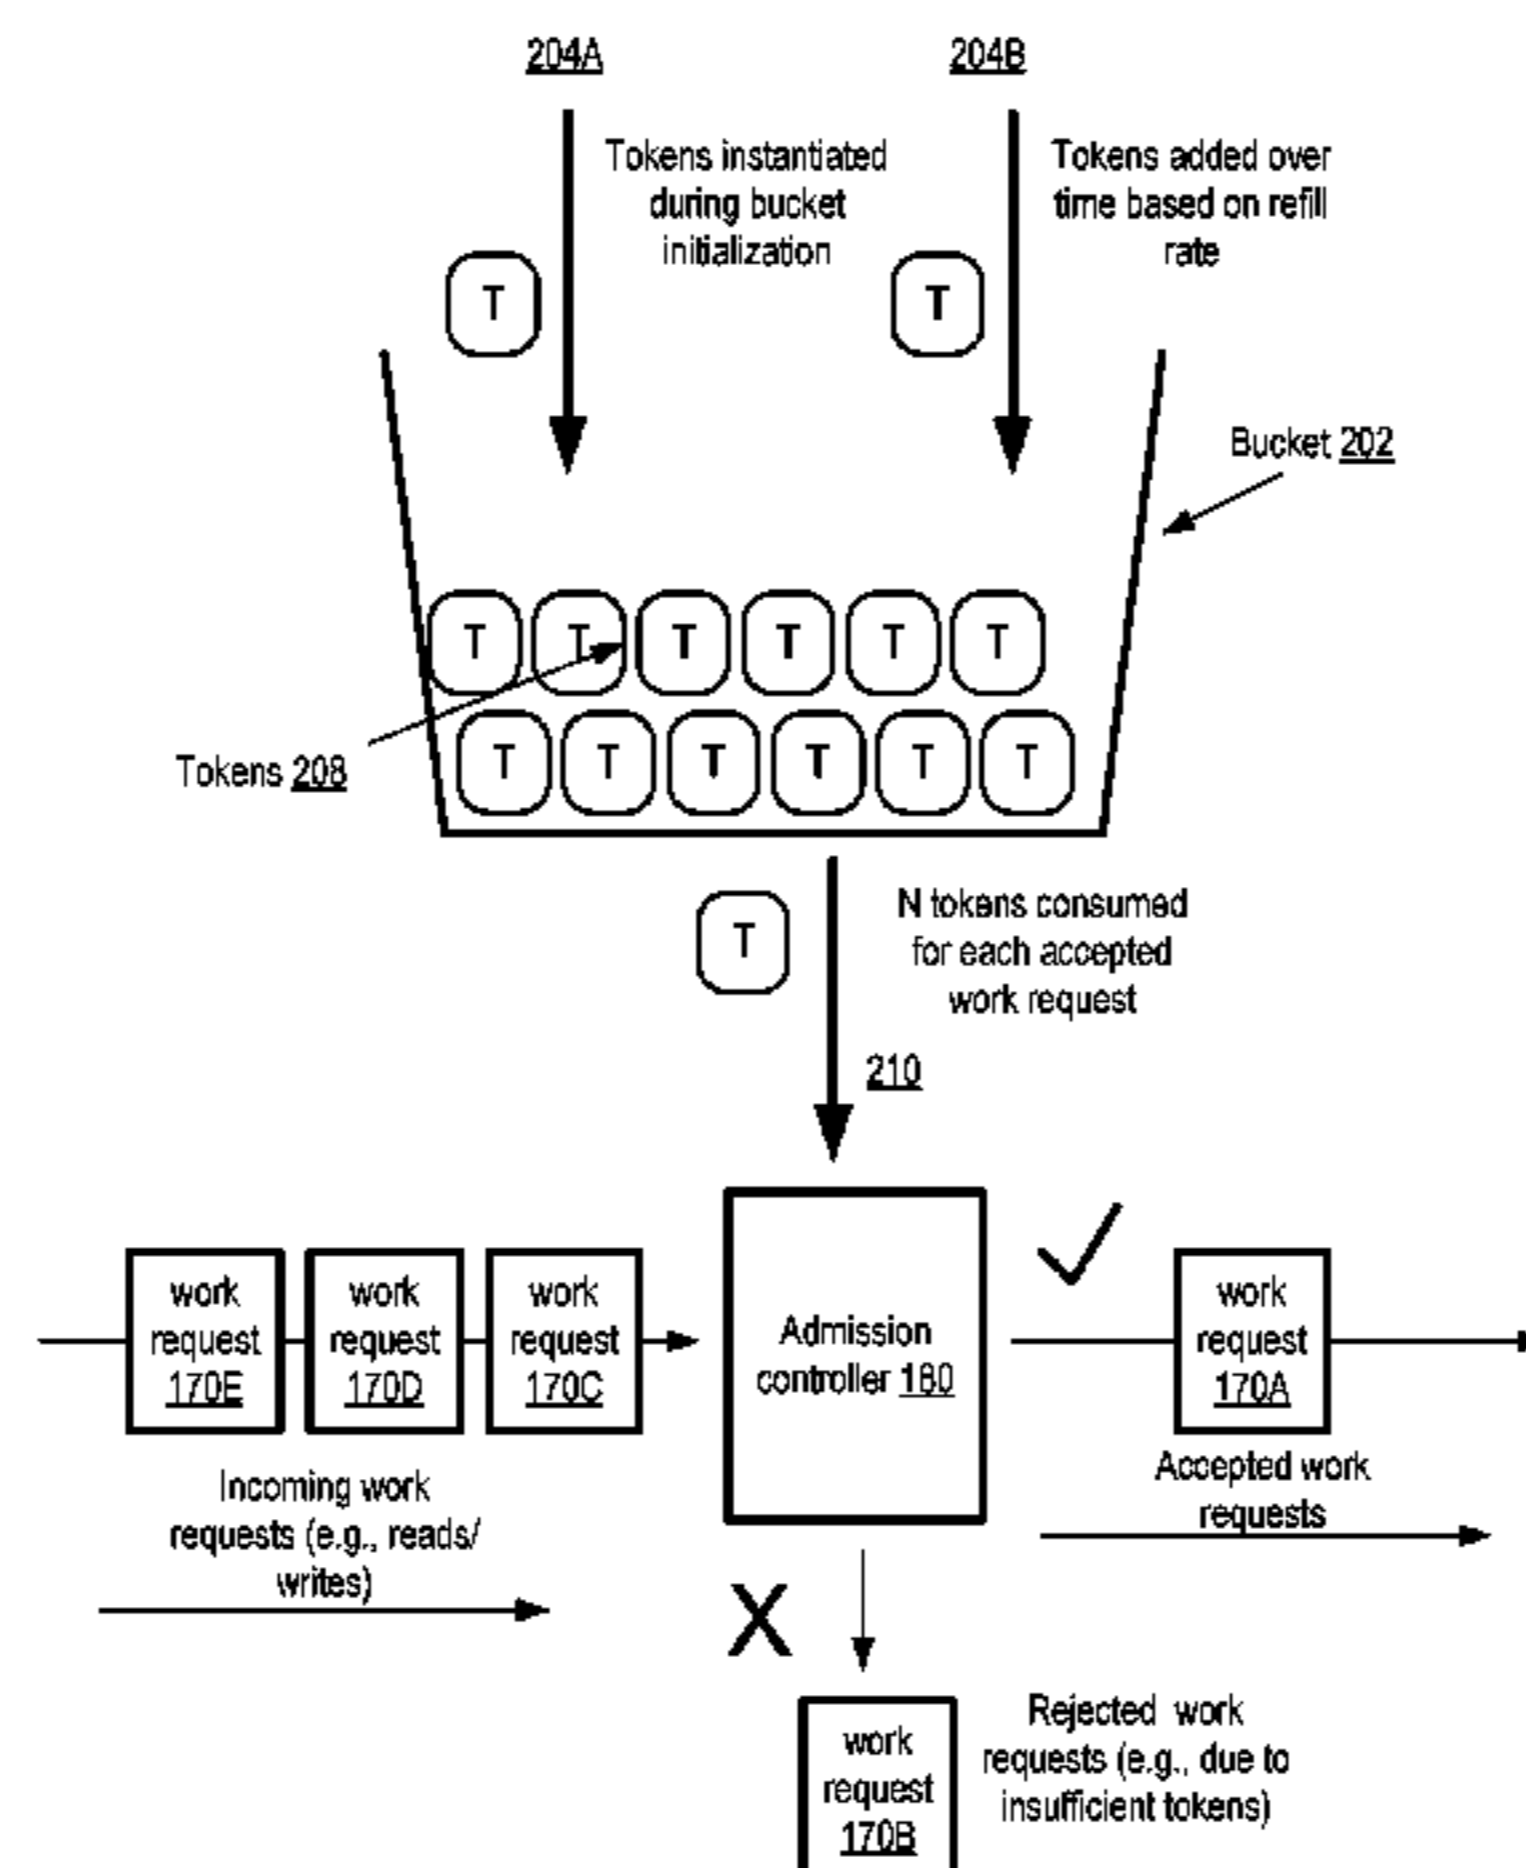 204A
204B
Tokens instantiated
during bucket
initialization
Tokens added over
time based on refill
rate
T
T
Bucket 202
T T T T T T
T T T T T T
Tokens 208
T
N tokens consumed
for each accepted
work request
210
work
request
170E
work
request
170D
work
request
170C
Admission
controller 180
work
request
170A
Incoming work
requests (e.g., reads/
writes)
Accepted work
requests
X
work
request
170B
Rejected work
requests (e.g., due to
insufficient tokens)